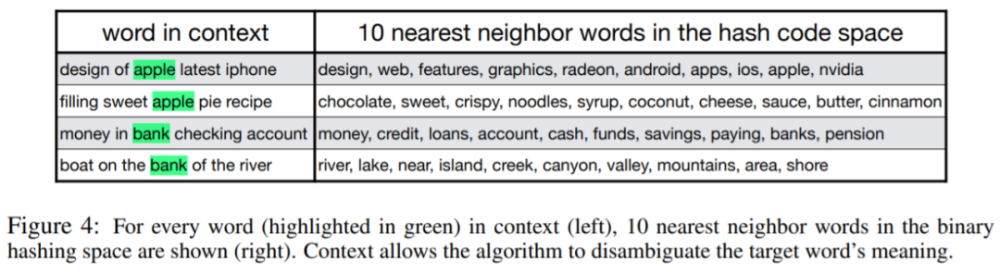 word in context 10 nearest neighbor words in the hash code space
design of apple latest iphone design, web, features, graphics, radeon, android, apps, ios, apple, nvidia
filling sweet apple pie recipe chocolate, sweet, crispy, noodles, syrup, coconut, cheese, sauce, butter, cinnamon
money in bank checking account money, credit, loans, account, cash, funds, savings, paying, banks, pension
boat on the bank of the river river, lake, near, island, creek, canyon, valley, mountains, area, shore
Figure 4: For every word (highlighted in green) in context (left), 10 nearest neighbor words in the binary
hashing space are shown (right). Context allows the algorithm to disambiguate the target word's meaning.